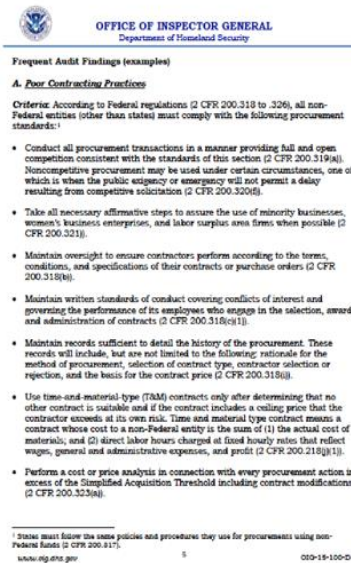 OFFICE OF INSPECTOR GENERAL
Department of Homeland Security
Frequent Audit Findings (examples)
A. Poor Contracting Practices
Criteria: According to Federal regulations (2 CFR 200.318 to .326), all non-
Federal entities (other than states) must comply with the following procurement
standards:¹
• Conduct all procurement transactions in a manner providing full and open
competition consistent with the standards of this section (2 CFR 200.319(a)).
Noncompetitive procurement may be used under certain circumstances, one of
which is when the public exigency or emergency will not permit a delay
resulting from competitive solicitation (2 CFR 200.320(f)).
• Take all necessary affirmative steps to assure the use of minority businesses,
women's business enterprises, and labor surplus area firms when possible (2
CFR 200.321)).
• Maintain oversight to ensure contractors perform according to the terms,
conditions, and specifications of their contracts or purchase orders (2 CFR
200.318(b)).
• Maintain written standards of conduct covering conflicts of interest and
governing the performance of its employees who engage in the selection, award
and administration of contracts (2 CFR 200.318(c)(1)).
• Maintain records sufficient to detail the history of the procurement. These
records will include, but are not limited to the following: rationale for the
method of procurement, selection of contract type, contractor selection or
rejection, and the basis for the contract price (2 CFR 200.318(i)).
• Use time-and-material-type (T&M) contracts only after determining that no
other contract is suitable and if the contract includes a ceiling price that the
contractor exceeds at its own risk. Time and material type contract means a
contract whose cost to a non-Federal entity is the sum of (1) the actual cost of
materials; and (2) direct labor hours charged at fixed hourly rates that reflect
wages, general and administrative expenses, and profit (2 CFR 200.218(j)(1)).
• Perform a cost or price analysis in connection with every procurement action in
excess of the Simplified Acquisition Threshold including contract modifications
(2 CFR 200.323(a)).
¹ States must follow the same policies and procedures they use for procurements using non-
Federal funds (2 CFR 200.317).
www.oig.dhs.gov 5 OIG-15-100-D